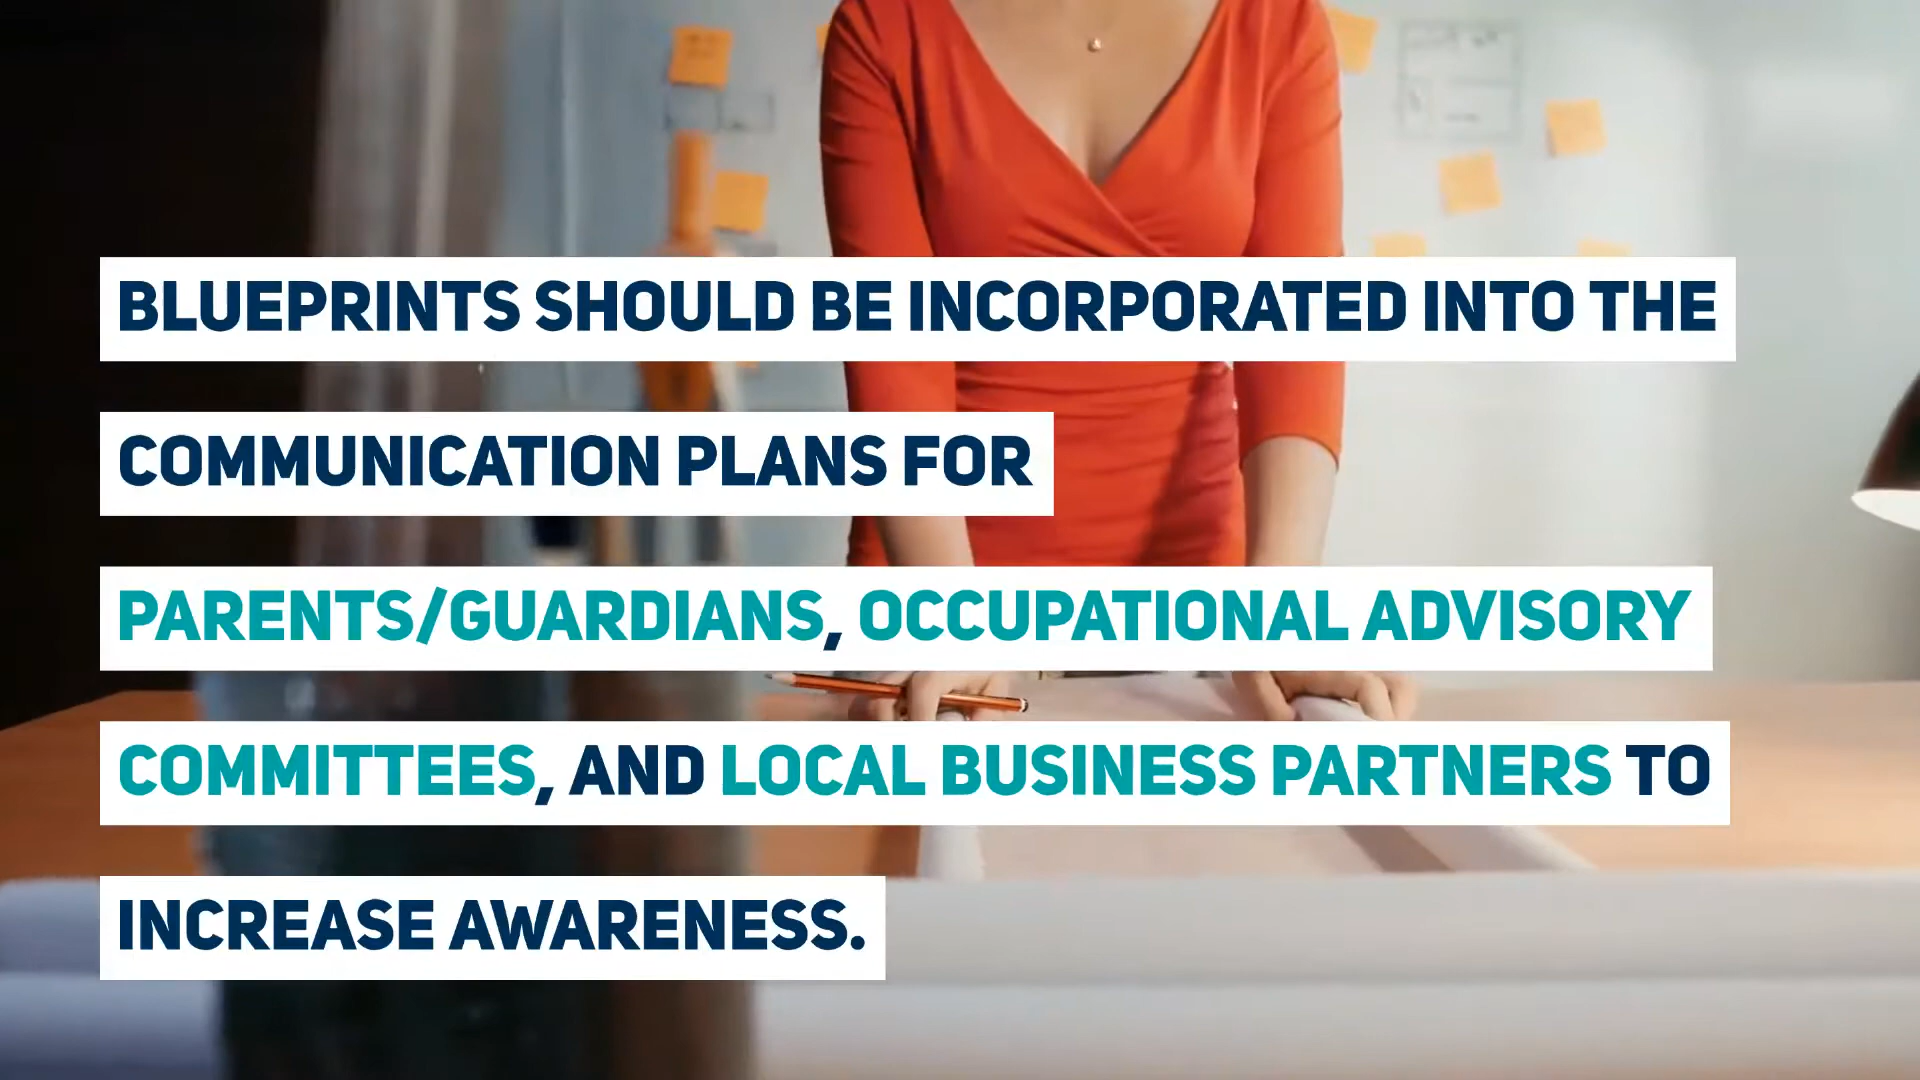 BLUEPRINTS SHOULD BE INCORPORATED INTO THE
COMMUNICATION PLANS FOR
PARENTS/GUARDIANS, OCCUPATIONAL ADVISORY
COMMITTEES, AND LOCAL BUSINESS PARTNERS TO
INCREASE AWARENESS.